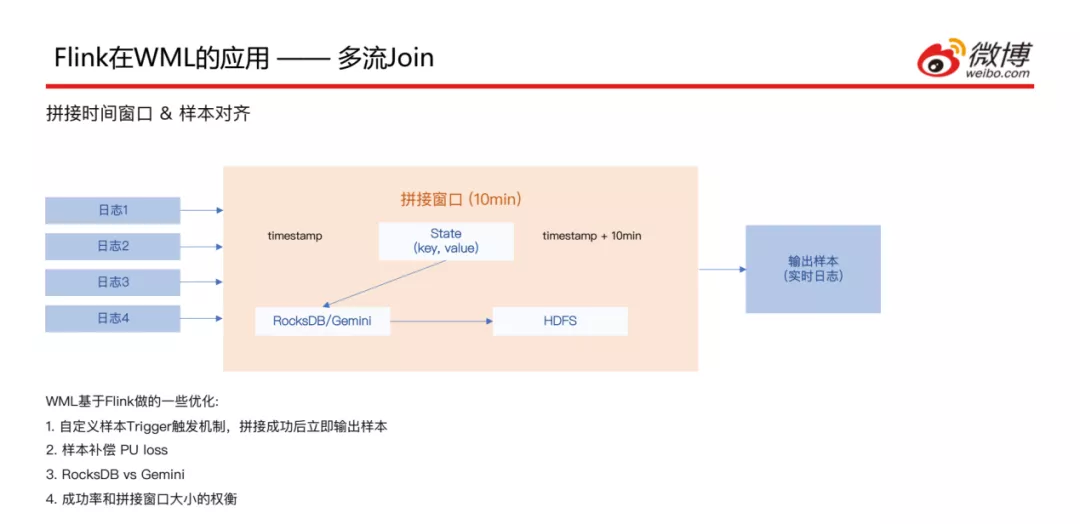 Flink在WML的应用 —— 多流Join
微博
weibo.com
拼接时间窗口 & 样本对齐
拼接窗口 (10min)
日志1
日志2
日志3
日志4
timestamp
State
(key, value)
timestamp + 10min
RocksDB/Gemini
HDFS
输出样本
(实时日志)
WML基于Flink做的一些优化:
1. 自定义样本Trigger触发机制，拼接成功后立即输出样本
2. 样本补偿 PU loss
3. RocksDB vs Gemini
4. 成功率和拼接窗口大小的权衡